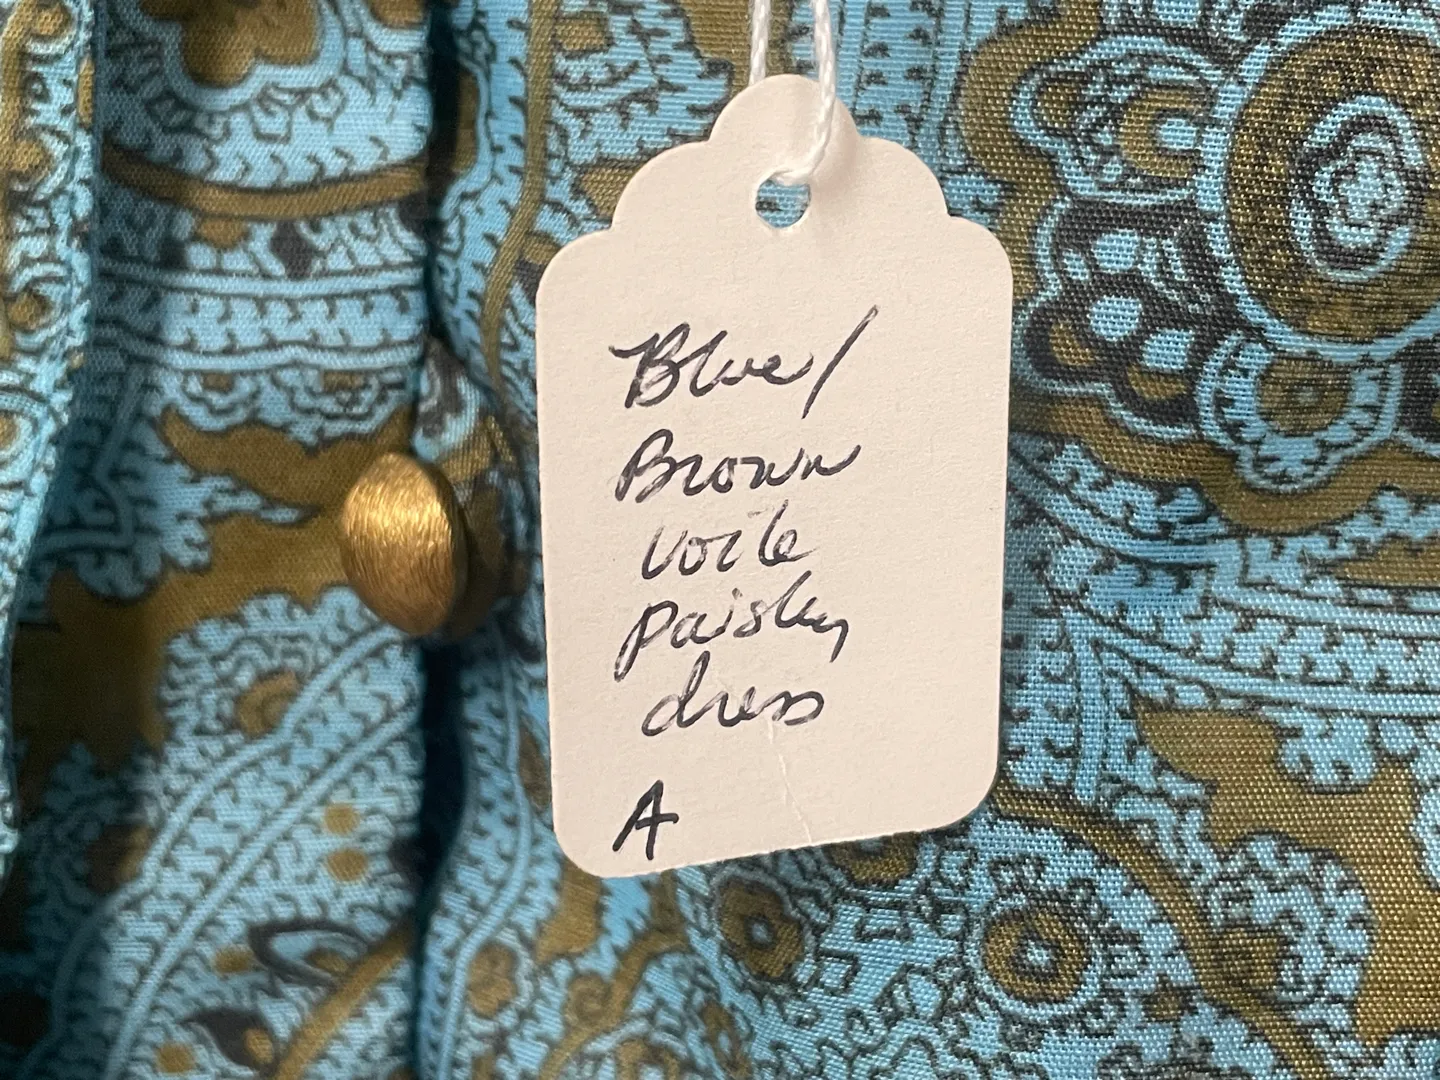 Blue/
Brown
voile
paisley
dress
A